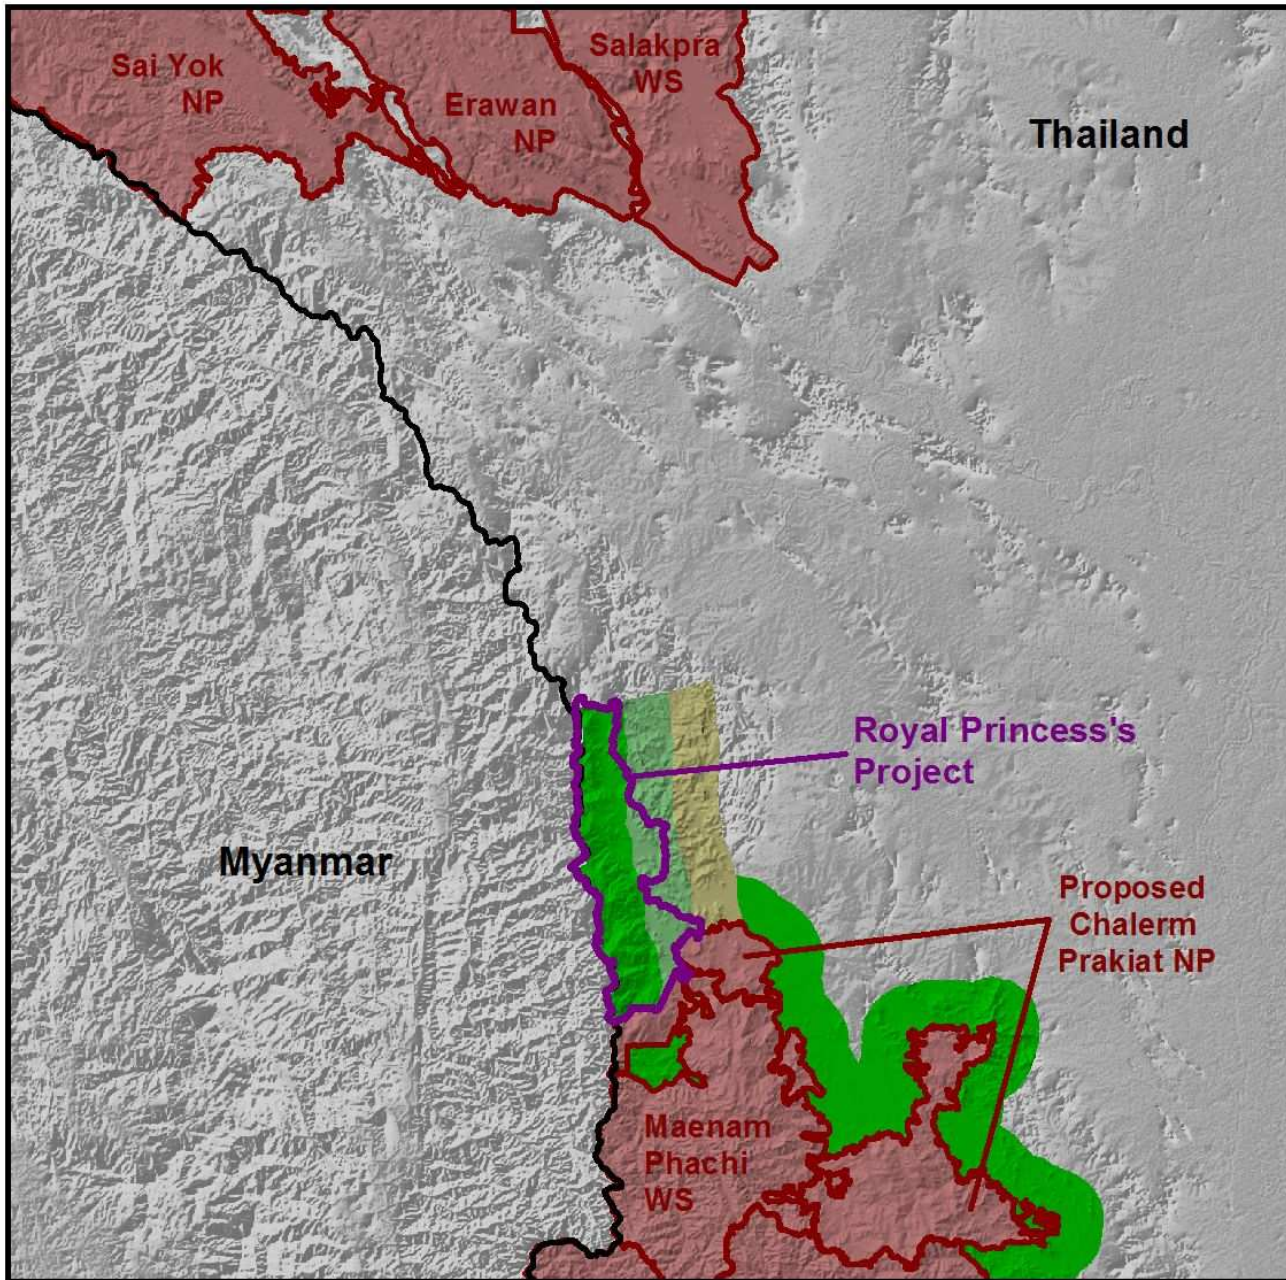 Sai Yok
NP
Erawan
NP
Salakpra
WS
Thailand
Royal Princess's
Project
Myanmar
Proposed
Chalerm
Prakiat NP
Maenam
Phachi
WS